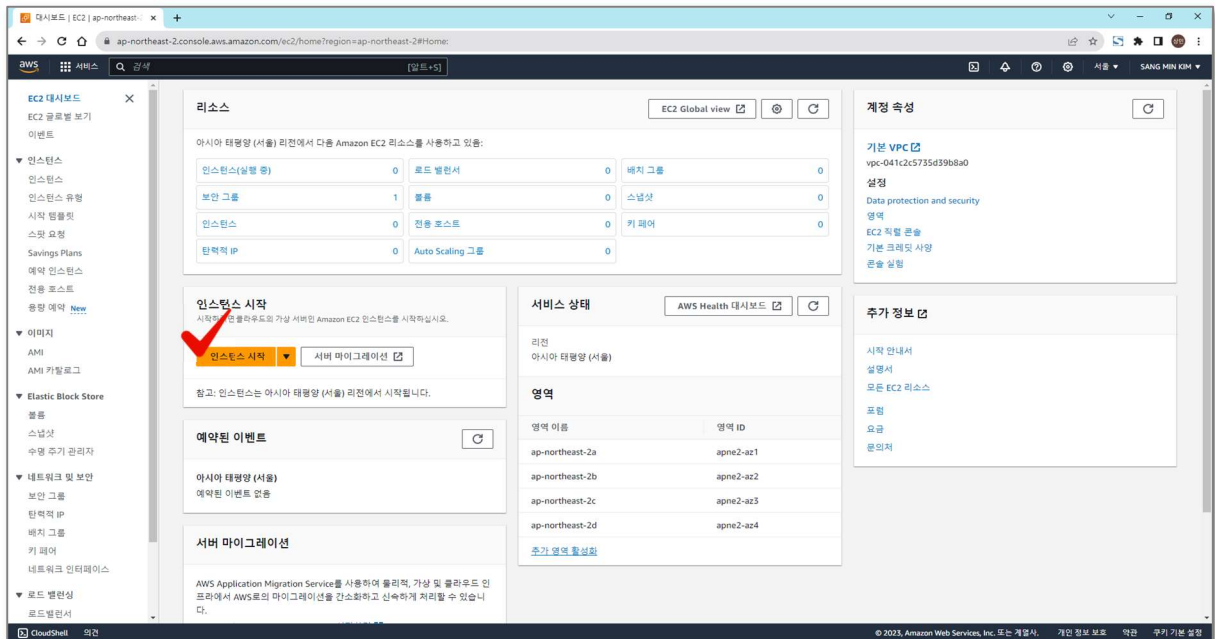 대시보드 | EC2 | ap-northeast-
ap-northeast-2.console.aws.amazon.com/ec2/home?region=ap-northeast-2#Home:
상민
aws
서비스
검색
[알트+S]
서울
SANG MIN KIM
EC2 대시보드
EC2 글로벌 보기
이벤트
인스턴스
인스턴스
인스턴스 유형
시작 템플릿
스팟 요청
Savings Plans
예약 인스턴스
전용 호스트
용량 예약 New
이미지
AMI
AMI 카탈로그
Elastic Block Store
볼륨
스냅샷
수명 주기 관리자
네트워크 및 보안
보안 그룹
탄력적 IP
배치 그룹
키 페어
네트워크 인터페이스
로드 밸런싱
로드밸런서
리소스
EC2 Global view
아시아 태평양 (서울) 리전에서 다음 Amazon EC2 리소스를 사용하고 있음:
인스턴스(실행 중) 0
로드 밸런서 0
배치 그룹 0
보안 그룹 1
볼륨 0
스냅샷 0
인스턴스 0
전용 호스트 0
키 페어 0
탄력적 IP 0
Auto Scaling 그룹 0
인스턴스 시작
시작하려면 클라우드의 가상 서버인 Amazon EC2 인스턴스를 시작하십시오.
인스턴스 시작
서버 마이그레이션
참고: 인스턴스는 아시아 태평양 (서울) 리전에서 시작됩니다.
예약된 이벤트
아시아 태평양 (서울)
예약된 이벤트 없음
서버 마이그레이션
AWS Application Migration Service를 사용하여 물리적, 가상 및 클라우드 인
프라에서 AWS로의 마이그레이션을 간소화하고 신속하게 처리할 수 있습니
다.
서비스 상태
AWS Health 대시보드
리전
아시아 태평양 (서울)
영역
영역 이름 영역 ID
ap-northeast-2a apne2-az1
ap-northeast-2b apne2-az2
ap-northeast-2c apne2-az3
ap-northeast-2d apne2-az4
추가 영역 활성화
계정 속성
기본 VPC
vpc-041c2c5735d39b8a0
설정
Data protection and security
영역
EC2 직렬 콘솔
기본 크레딧 사양
콘솔 실험
추가 정보
시작 안내서
설명서
모든 EC2 리소스
포럼
요금
문의처
CloudShell
의견
© 2023, Amazon Web Services, Inc. 또는 계열사.
개인 정보 보호
약관
쿠키 기본 설정